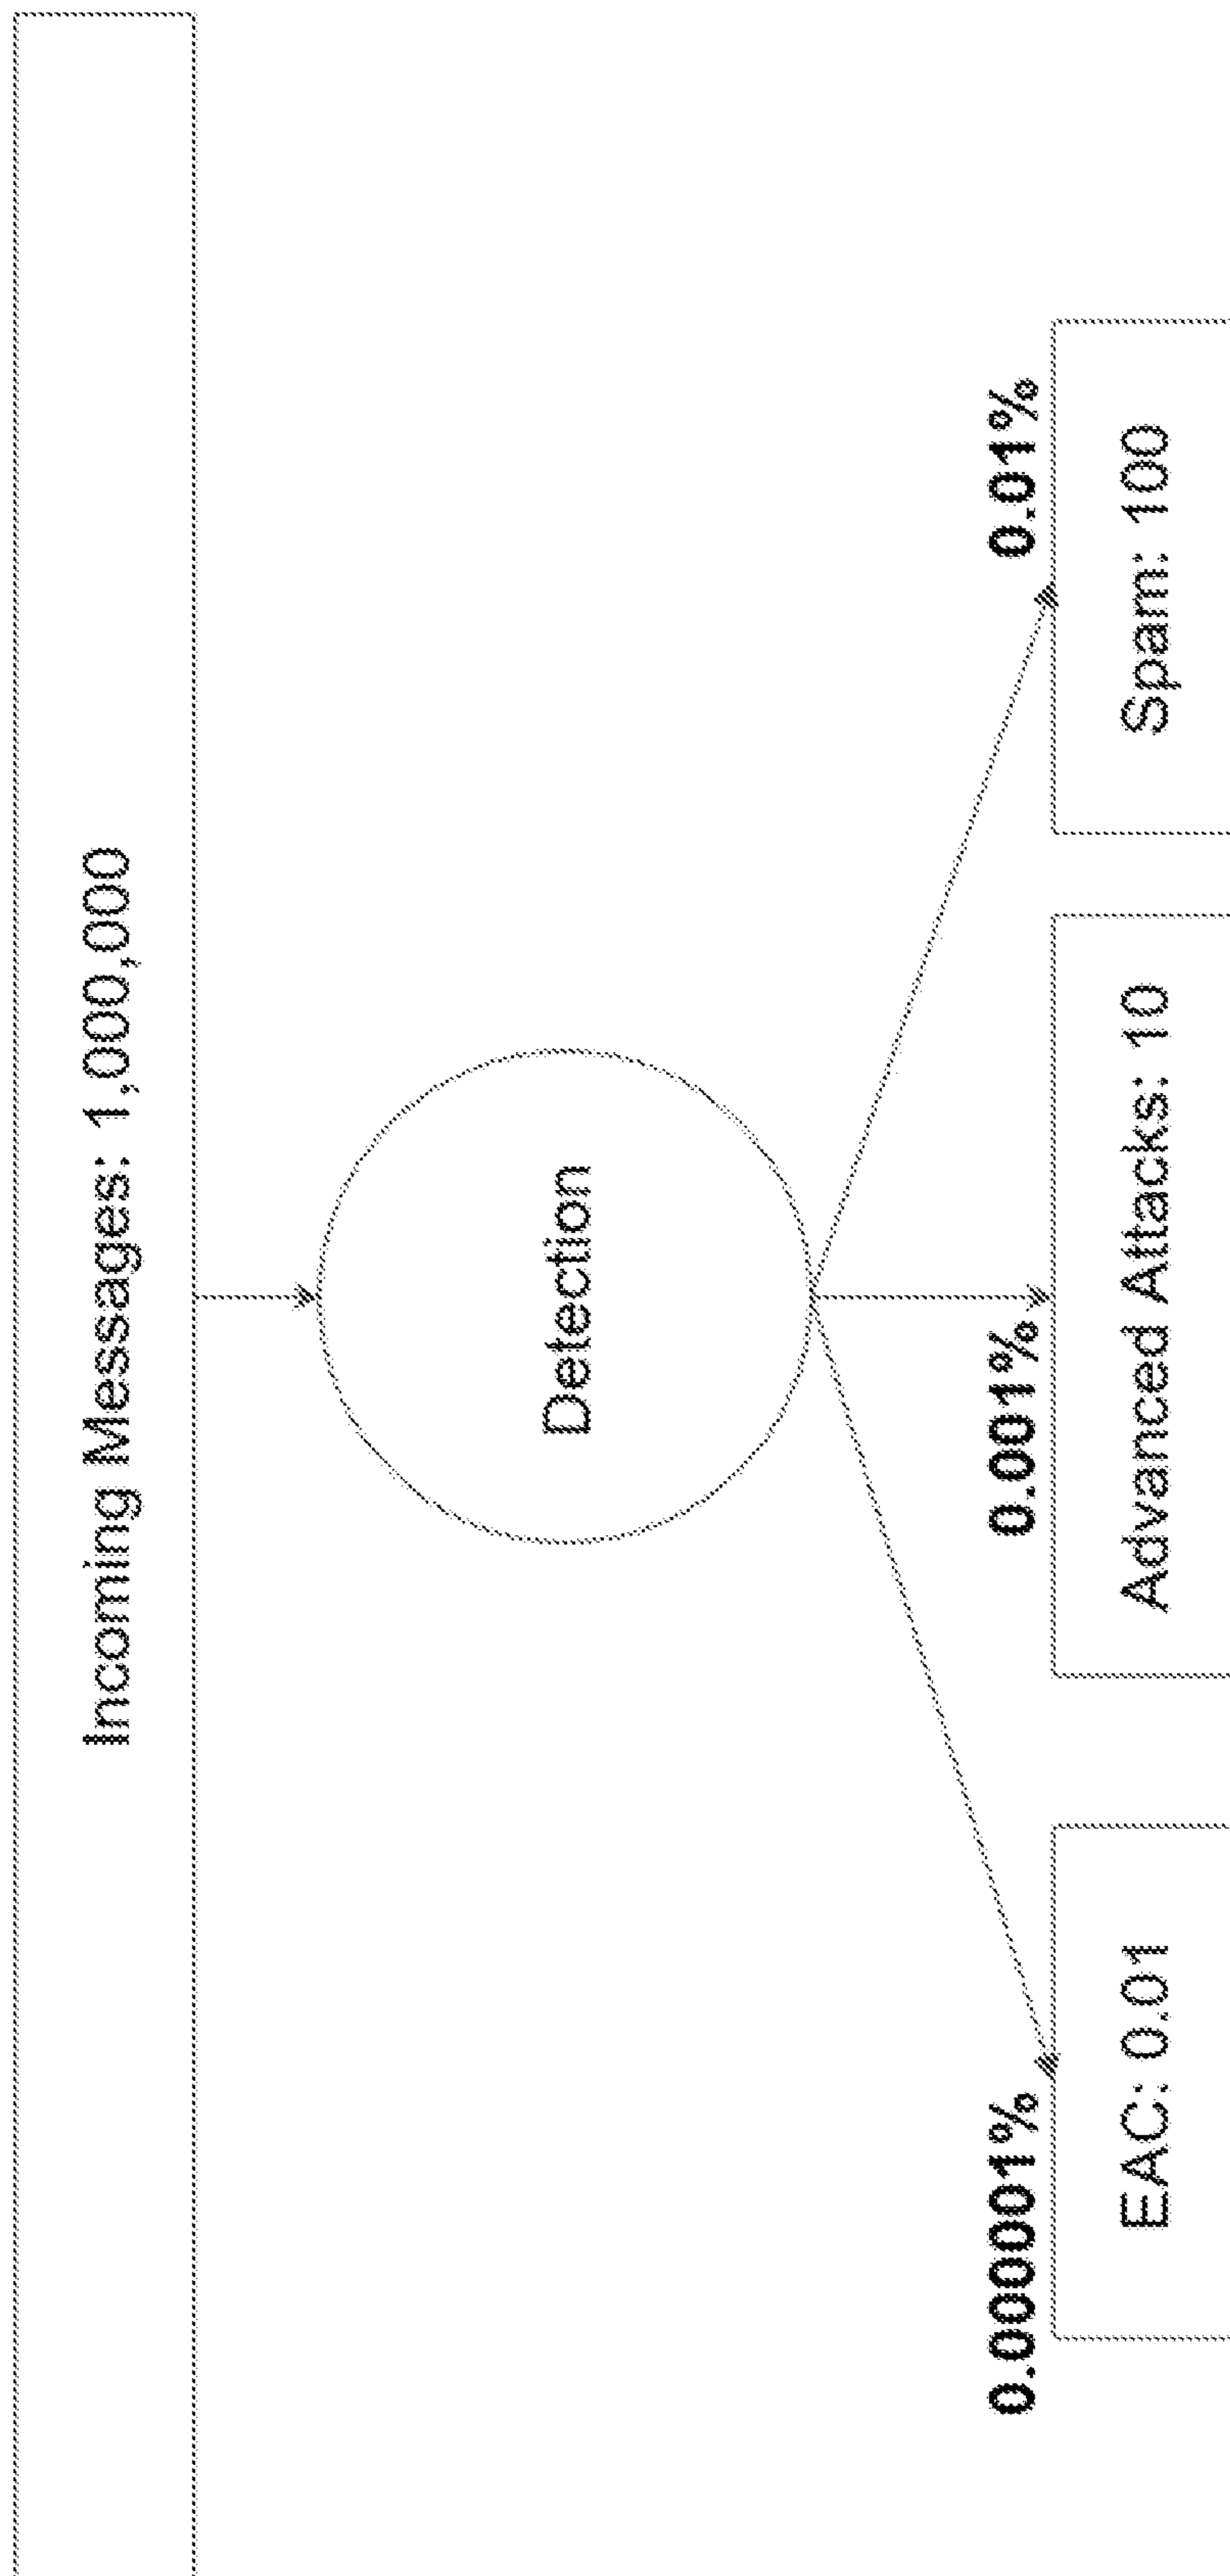 Incoming Messages: 1,000,000
Detection
0.000001%
0.001%
0.01%
EAC: 0.01
Advanced Attacks: 10
Spam: 100